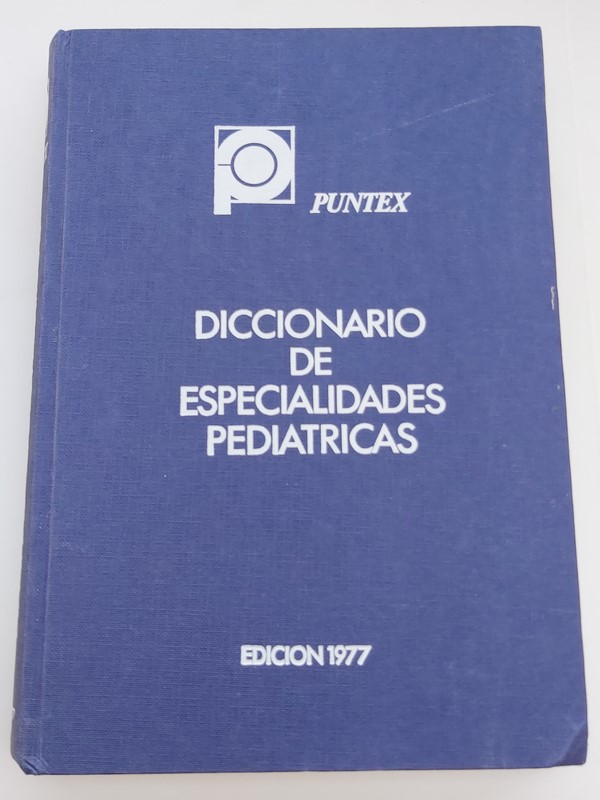 PUNTEX
DICCIONARIO
DE
ESPECIALIDADES
PEDIATRICAS
EDICION 1977